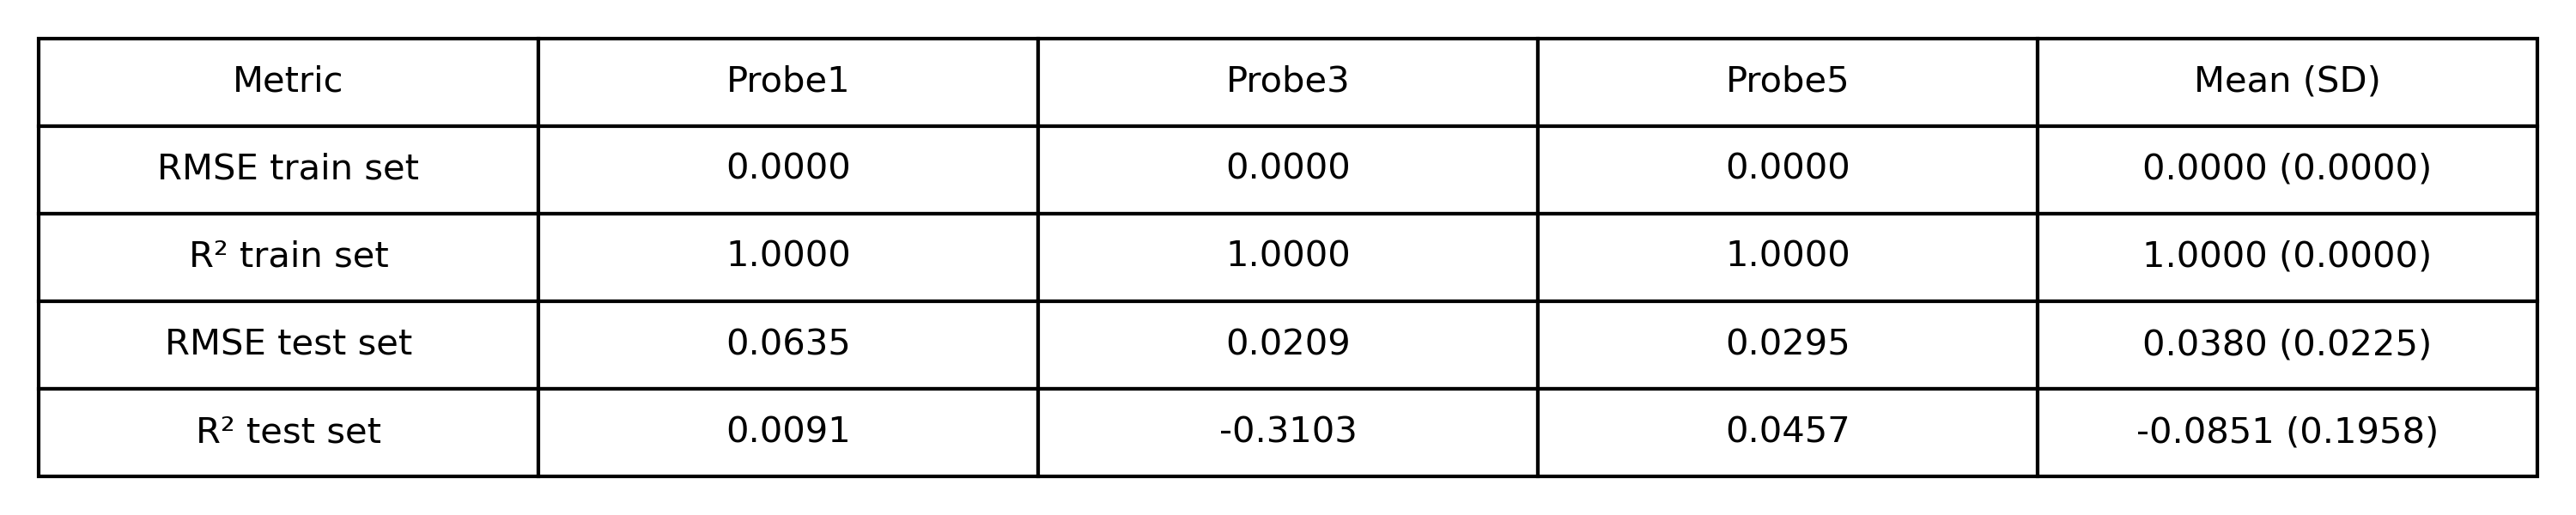 Metric Probe1 Probe3 Probe5 Mean (SD)
RMSE train set 0.0000 0.0000 0.0000 0.0000 (0.0000)
R² train set 1.0000 1.0000 1.0000 1.0000 (0.0000)
RMSE test set 0.0635 0.0209 0.0295 0.0380 (0.0225)
R² test set 0.0091 -0.3103 0.0457 -0.0851 (0.1958)